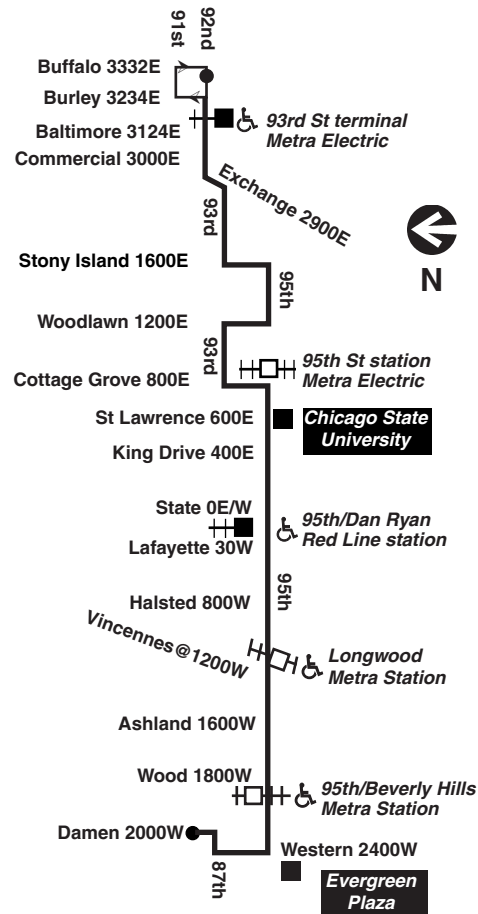 91st
92nd
Buffalo 3332E
Burley 3234E
Baltimore 3124E
93rd St terminal
Metra Electric
Commercial 3000E
Exchange 2900E
93rd
N
Stony Island 1600E
95th
Woodlawn 1200E
93rd
95th St station
Metra Electric
Cottage Grove 800E
St Lawrence 600E
Chicago State
University
King Drive 400E
State 0E/W
95th/Dan Ryan
Red Line station
Lafayette 30W
95th
Halsted 800W
Vincennes@1200W
Longwood
Metra Station
Ashland 1600W
Wood 1800W
95th/Beverly Hills
Metra Station
Damen 2000W
Western 2400W
87th
Evergreen
Plaza